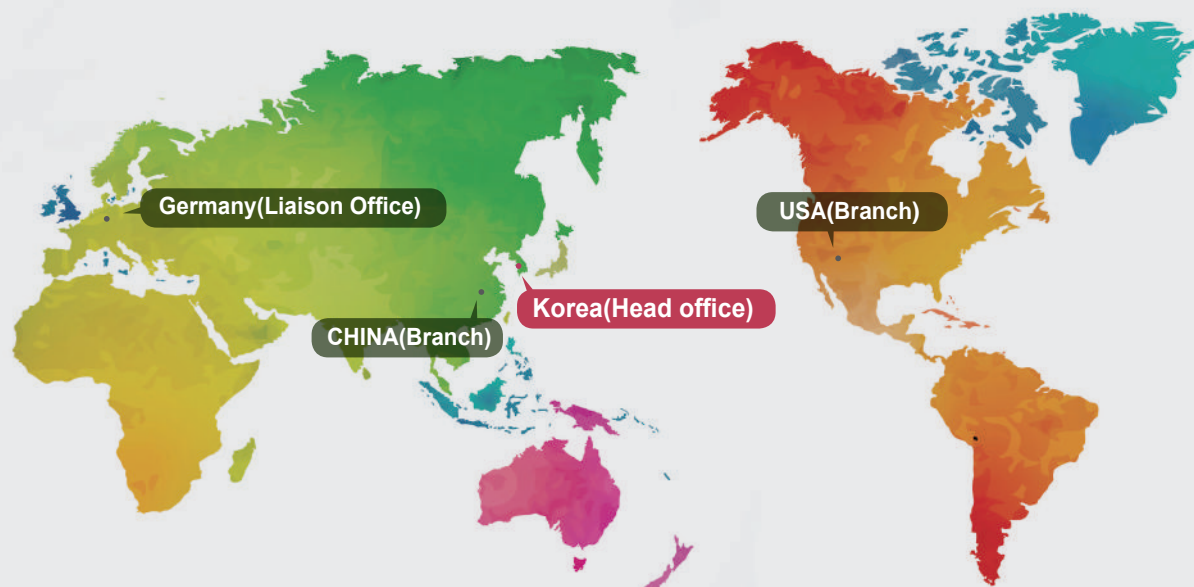 Germany(Liaison Office)
USA(Branch)
Korea(Head office)
CHINA(Branch)